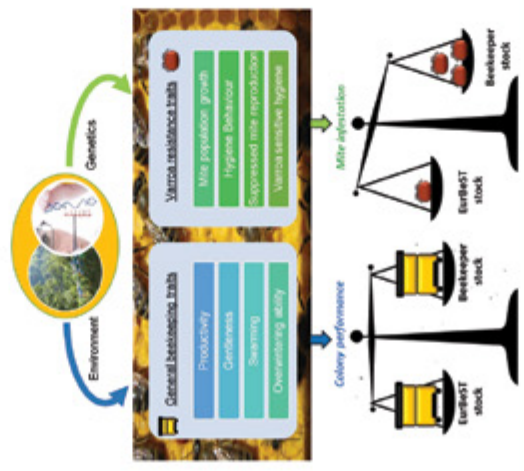 Environment
Genetics
General beekeeping traits
Productivity
Gentleness
Swarming
Overwintering ability
Varroa resistance traits
Mite population growth
Hygiene Behaviour
Suppressed mite reproduction
Varroa sensitive hygiene
Colony performance
Mite infestation
EurBeST
stock
Beekeeper
stock
EurBeST
stock
Beekeeper
stock